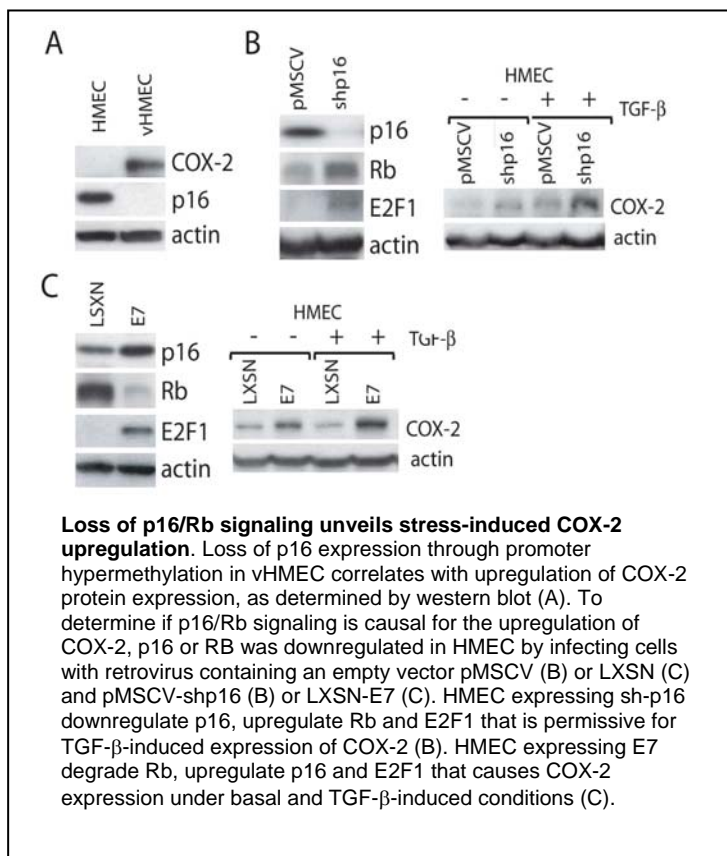 A
HMEC
vHMEC
COX-2
p16
actin
B
pMSCV
shp16
p16
Rb
E2F1
actin
HMEC
- - + +
TGF-β
pMSCV
shp16
pMSCV
shp16
COX-2
actin
C
LSXN
E7
p16
Rb
E2F1
actin
HMEC
- - + +
TGF-β
LXSN
E7
LXSN
E7
COX-2
actin
Loss of p16/Rb signaling unveils stress-induced COX-2
upregulation. Loss of p16 expression through promoter
hypermethylation in vHMEC correlates with upregulation of COX-2
protein expression, as determined by western blot (A). To
determine if p16/Rb signaling is causal for the upregulation of
COX-2, p16 or RB was downregulated in HMEC by infecting cells
with retrovirus containing an empty vector pMSCV (B) or LXSN (C)
and pMSCV-shp16 (B) or LXSN-E7 (C). HMEC expressing sh-p16
downregulate p16, upregulate Rb and E2F1 that is permissive for
TGF-β-induced expression of COX-2 (B). HMEC expressing E7
degrade Rb, upregulate p16 and E2F1 that causes COX-2
expression under basal and TGF-β-induced conditions (C).